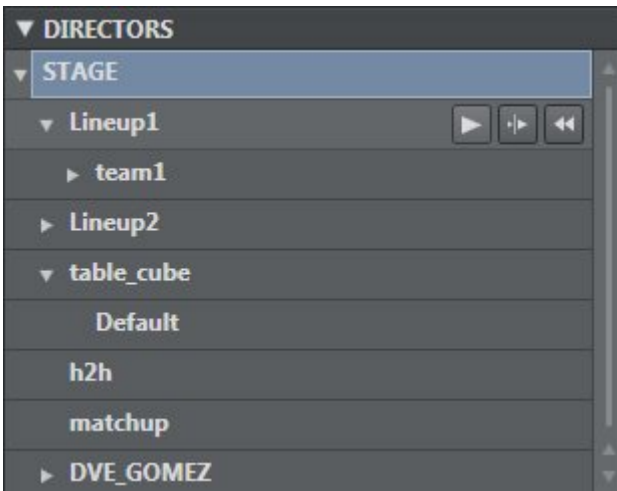 DIRECTORS
STAGE
Lineup1
team1
Lineup2
table_cube
Default
h2h
matchup
DVE_GOMEZ